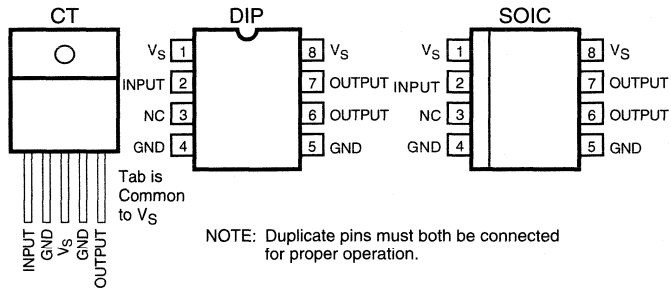 CT
DIP
SOIC
VS 1 8 VS
INPUT 2 7 OUTPUT
NC 3 6 OUTPUT
GND 4 5 GND
VS 1 8 VS
INPUT 2 7 OUTPUT
NC 3 6 OUTPUT
GND 4 5 GND
Tab is
Common
to VS
INPUT
GND
VS
GND
OUTPUT
NOTE: Duplicate pins must both be connected
for proper operation.